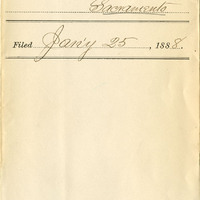 Sacramento
Filed Jan'y 25, 1888.